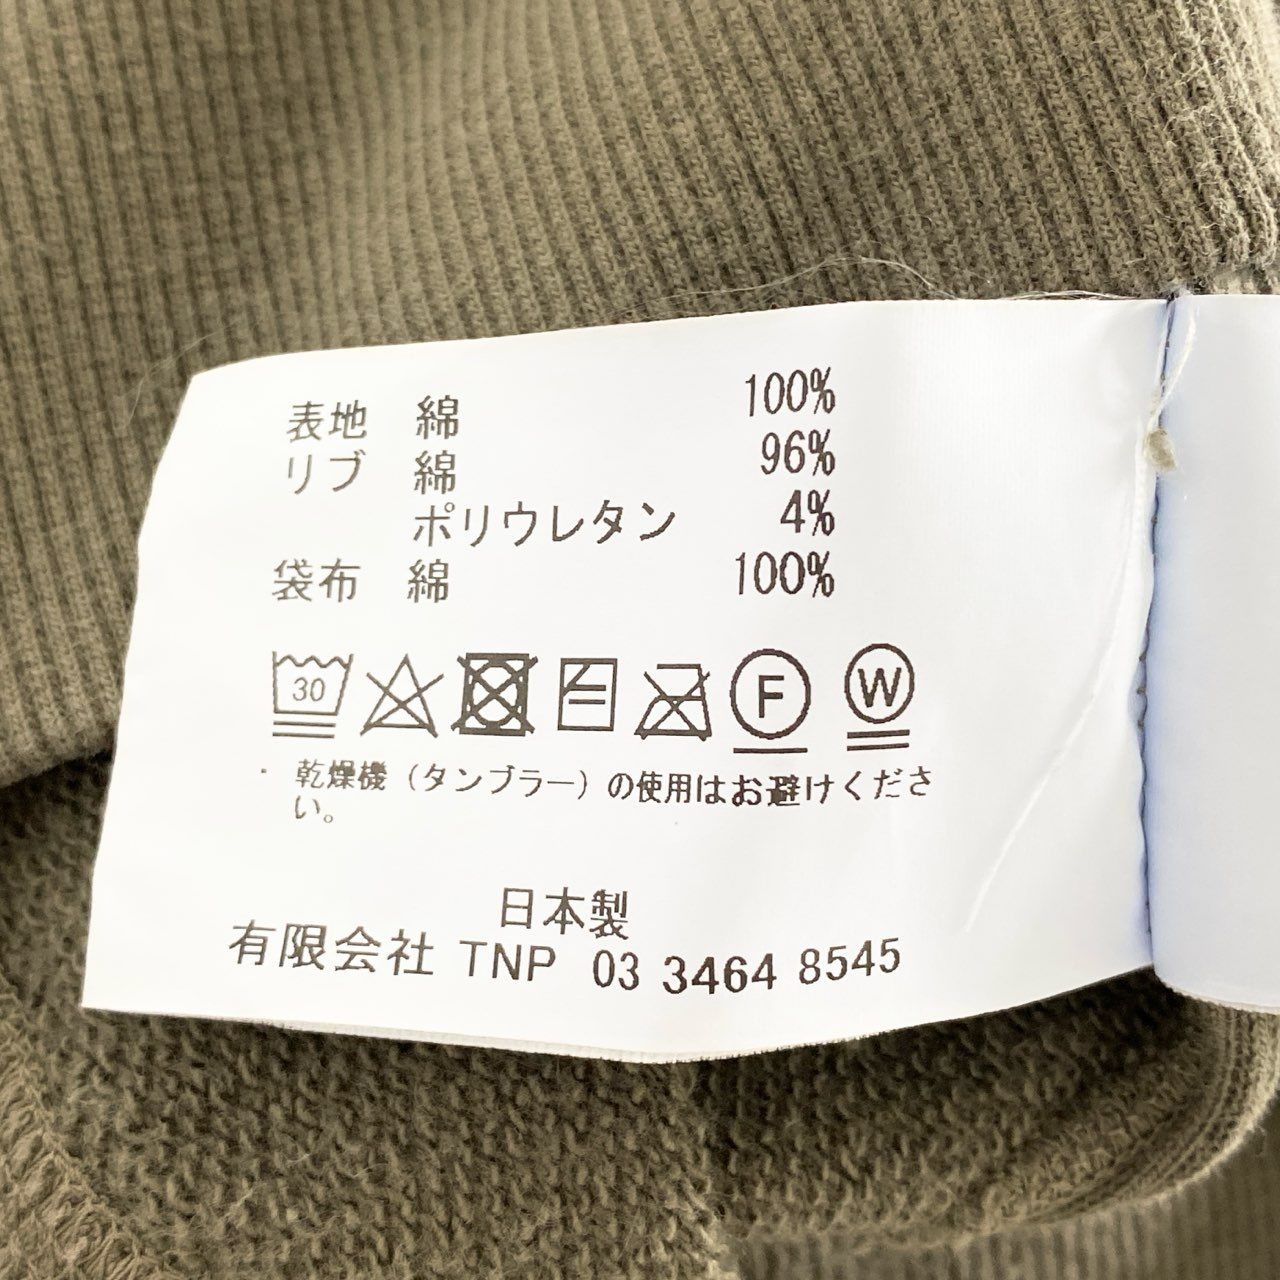 表地 綿 100%
リブ 綿 96%
ポリウレタン 4%
袋布 綿 100%
30 F W
・ 乾燥機（タンブラー）の使用はお避けくださ
い。
日本製
有限会社 TNP 03 3464 8545